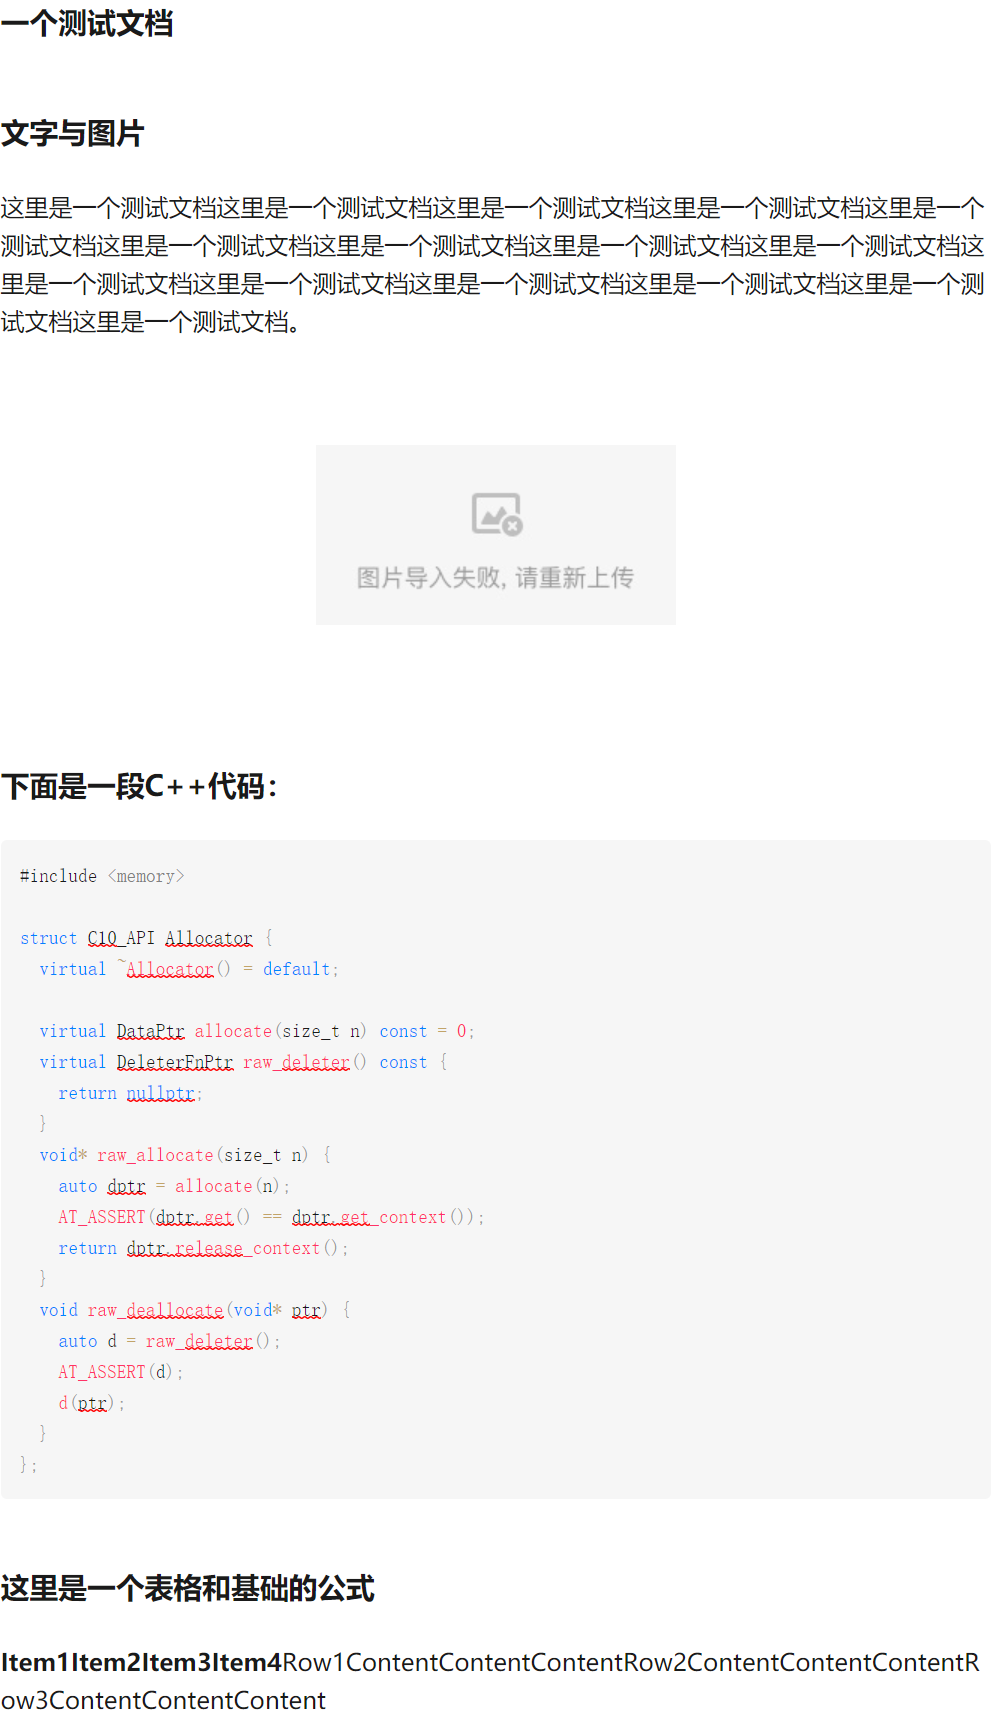 一个测试文档
文字与图片
这里是一个测试文档这里是一个测试文档这里是一个测试文档这里是一个测试文档这里是一个
测试文档这里是一个测试文档这里是一个测试文档这里是一个测试文档这里是一个测试文档这
里是一个测试文档这里是一个测试文档这里是一个测试文档这里是一个测试文档这里是一个测
试文档这里是一个测试文档。
图片导入失败, 请重新上传
下面是一段C++代码：
#include <memory>
struct C10_API Allocator {
  virtual ~Allocator() = default;
  virtual DataPtr allocate(size_t n) const = 0;
  virtual DeleterFnPtr raw_deleter() const {
    return nullptr;
  }
  void* raw_allocate(size_t n) {
    auto dptr = allocate(n);
    AT_ASSERT(dptr.get() == dptr.get_context());
    return dptr.release_context();
  }
  void raw_deallocate(void* ptr) {
    auto d = raw_deleter();
    AT_ASSERT(d);
    d(ptr);
  }
};
这里是一个表格和基础的公式
Item1Item2Item3Item4Row1ContentContentContentRow2ContentContentContentR
ow3ContentContentContent